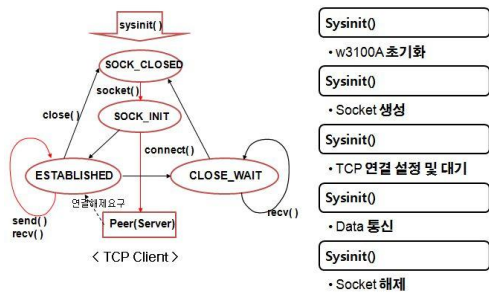 sysinit( )
SOCK_CLOSED
socket( )
close( )
SOCK_INIT
connect( )
ESTABLISHED
CLOSE_WAIT
연결해제요구
send( )
recv( )
Peer(Server)
recv( )
< TCP Client >
Sysinit()
• w3100A 초기화
Sysinit()
• Socket 생성
Sysinit()
• TCP 연결 설정 및 대기
Sysinit()
• Data 통신
Sysinit()
• Socket 해제